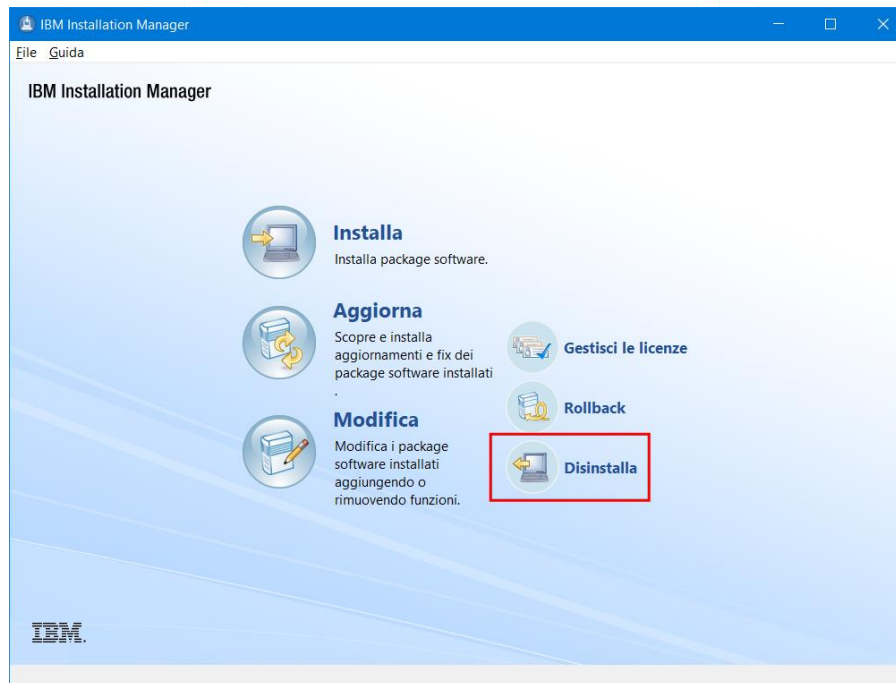 IBM Installation Manager
File Guida
IBM Installation Manager
Installa
Installa package software.
Aggiorna
Scopre e installa
aggiornamenti e fix dei
package software installati
.
Modifica
Modifica i package
software installati
aggiungendo o
rimuovendo funzioni.
Gestisci le licenze
Rollback
Disinstalla
IBM.